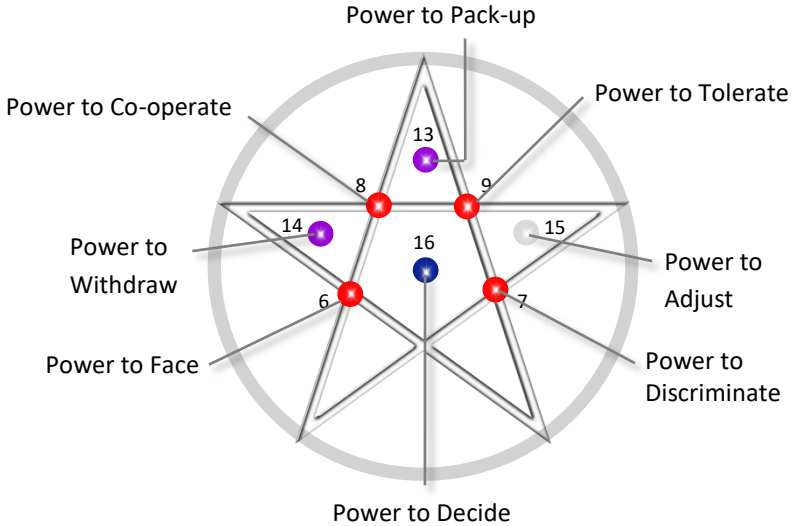 Power to Pack-up
Power to Co-operate
Power to Tolerate
13
8
9
14
15
16
Power to
Withdraw
Power to
Adjust
6
7
Power to Face
Power to
Discriminate
Power to Decide